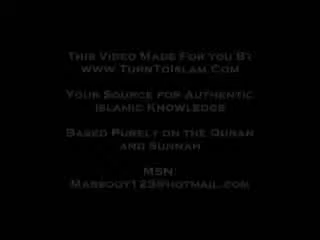 This Video Made For you By
www.TurnToIslam.Com
Your Source for Authentic
Islamic Knowledge
Based Purely on the Quran
and Sunnah
MSN: